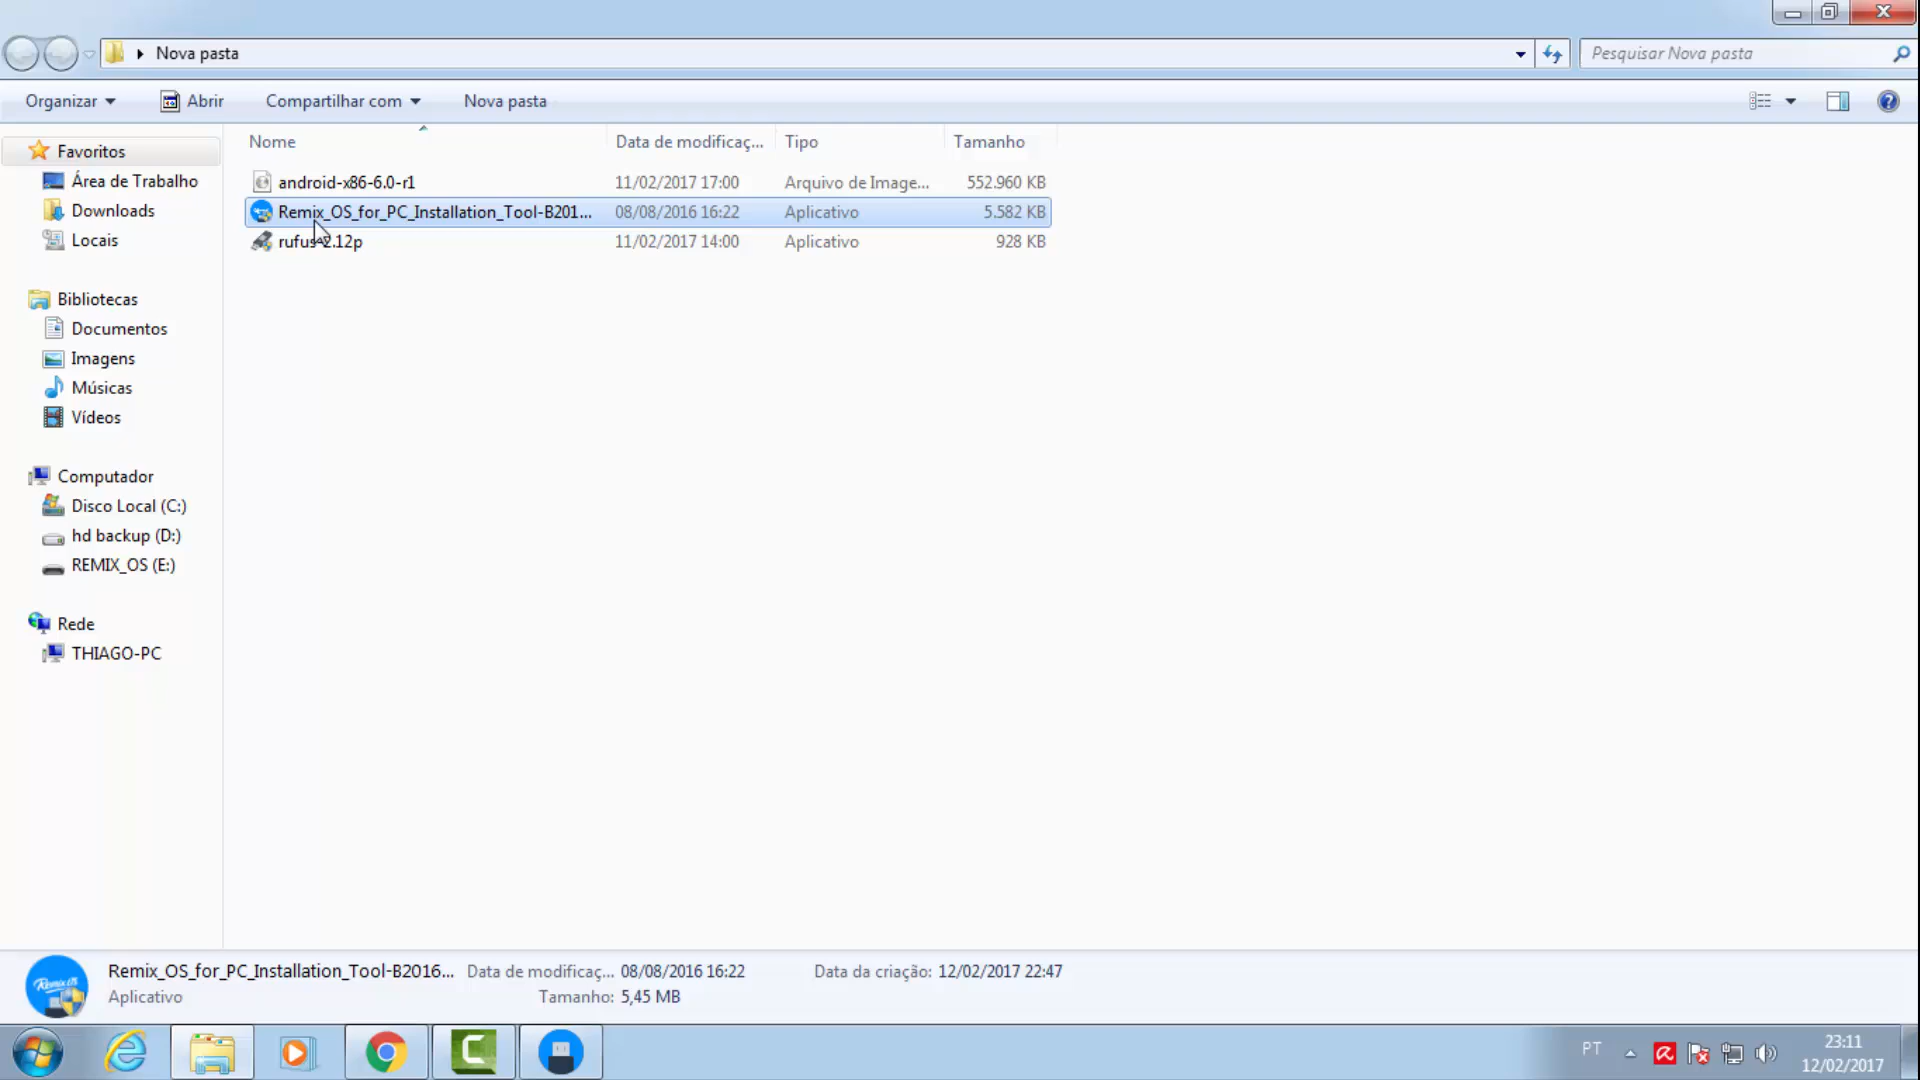 Nova pasta
Pesquisar Nova pasta
Organizar
Abrir
Compartilhar com
Nova pasta
Nome
Data de modificaç...
Tipo
Tamanho
android-x86-6.0-r1
11/02/2017 17:00
Arquivo de Image...
552.960 KB
Remix_OS_for_PC_Installation_Tool-B201...
08/08/2016 16:22
Aplicativo
5.582 KB
rufus-2.12p
11/02/2017 14:00
Aplicativo
928 KB
Favoritos
Área de Trabalho
Downloads
Locais
Bibliotecas
Documentos
Imagens
Músicas
Vídeos
Computador
Disco Local (C:)
hd backup (D:)
REMIX_OS (E:)
Rede
THIAGO-PC
Remix OS
Remix_OS_for_PC_Installation_Tool-B2016...
Data de modificaç... 08/08/2016 16:22
Data da criação: 12/02/2017 22:47
Aplicativo
Tamanho: 5,45 MB
PT
23:11
12/02/2017